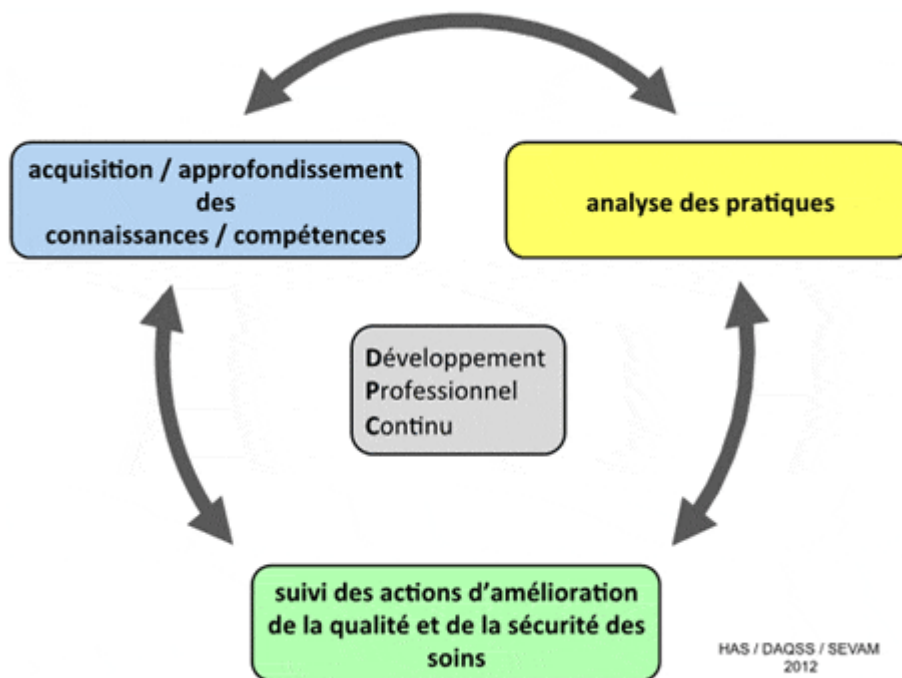 acquisition / approfondissement
des
connaissances / compétences
analyse des pratiques
Développement
Professionnel
Continu
suivi des actions d’amélioration
de la qualité et de la sécurité des
soins
HAS / DAQSS / SEVAM
2012